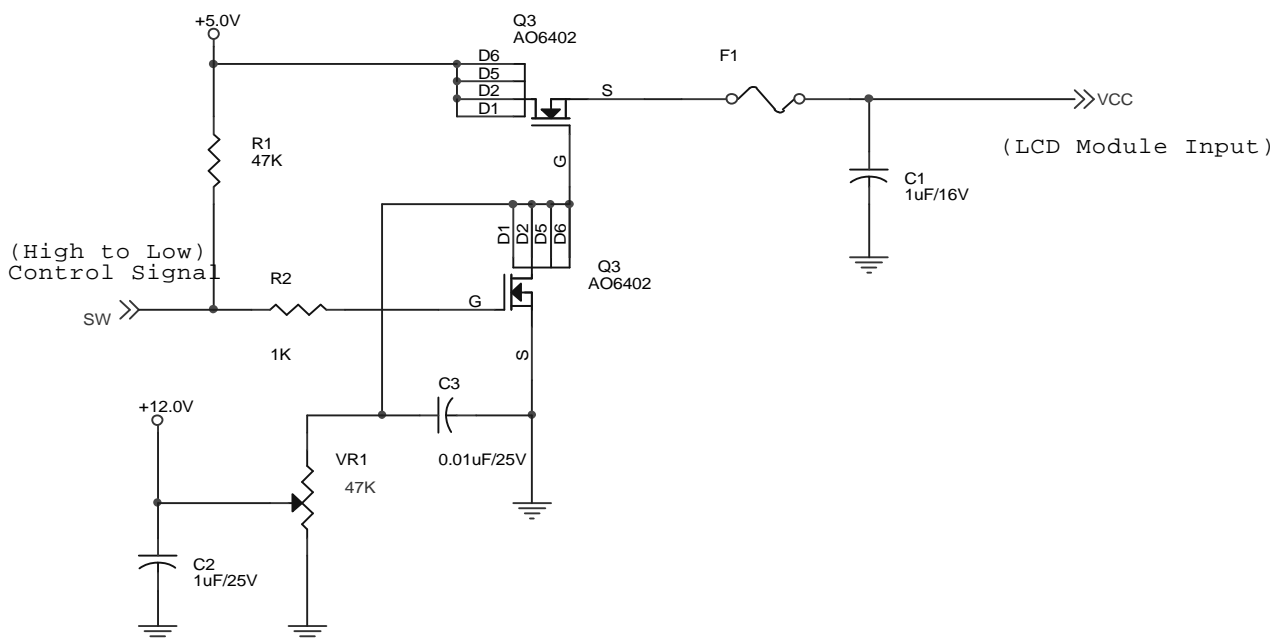 +5.0V
Q3
AO6402
D6
D5
D2
D1
S
F1
VCC
(LCD Module Input)
R1
47K
G
C1
1uF/16V
D1
D2
D5
D6
(High to Low)
Control Signal
Q3
AO6402
R2
G
SW
1K
S
C3
+12.0V
0.01uF/25V
VR1
47K
C2
1uF/25V